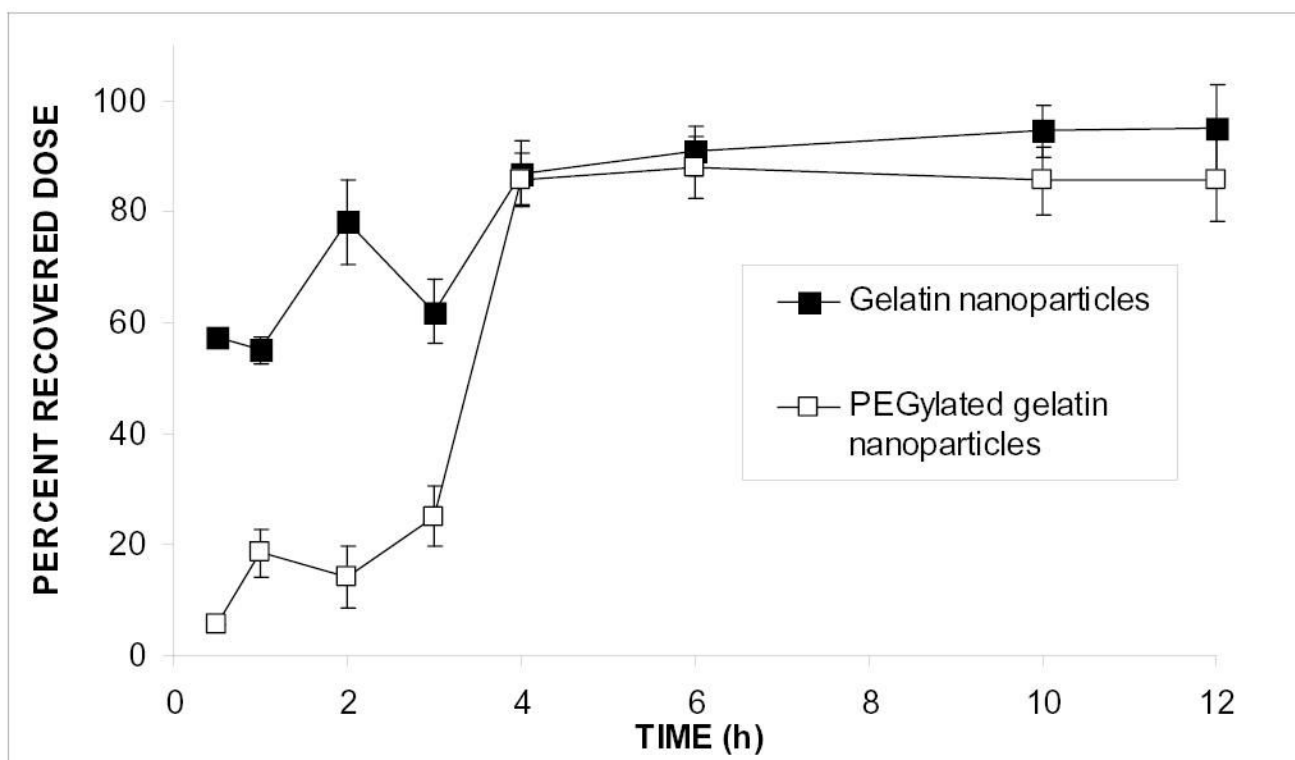 PERCENT RECOVERED DOSE
100
80
60
40
20
0
Gelatin nanoparticles
PEGylated gelatin
nanoparticles
0 2 4 6 8 10 12
TIME (h)